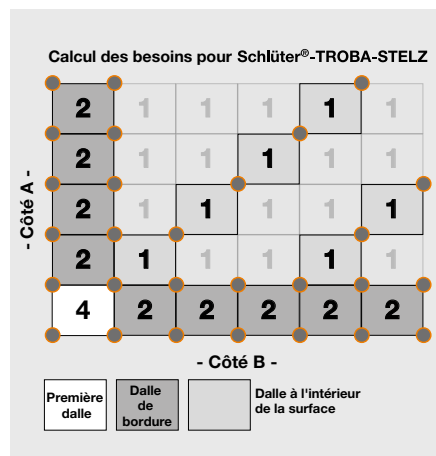 Calcul des besoins pour Schlüter®-TROBA-STELZ
- Côté A -
2 1 1 1 1 1
2 1 1 1 1 1
2 1 1 1 1 1
2 1 1 1 1 1
4 2 2 2 2 2
- Côté B -
Première
dalle
Dalle
de
bordure
Dalle à l'intérieur
de la surface